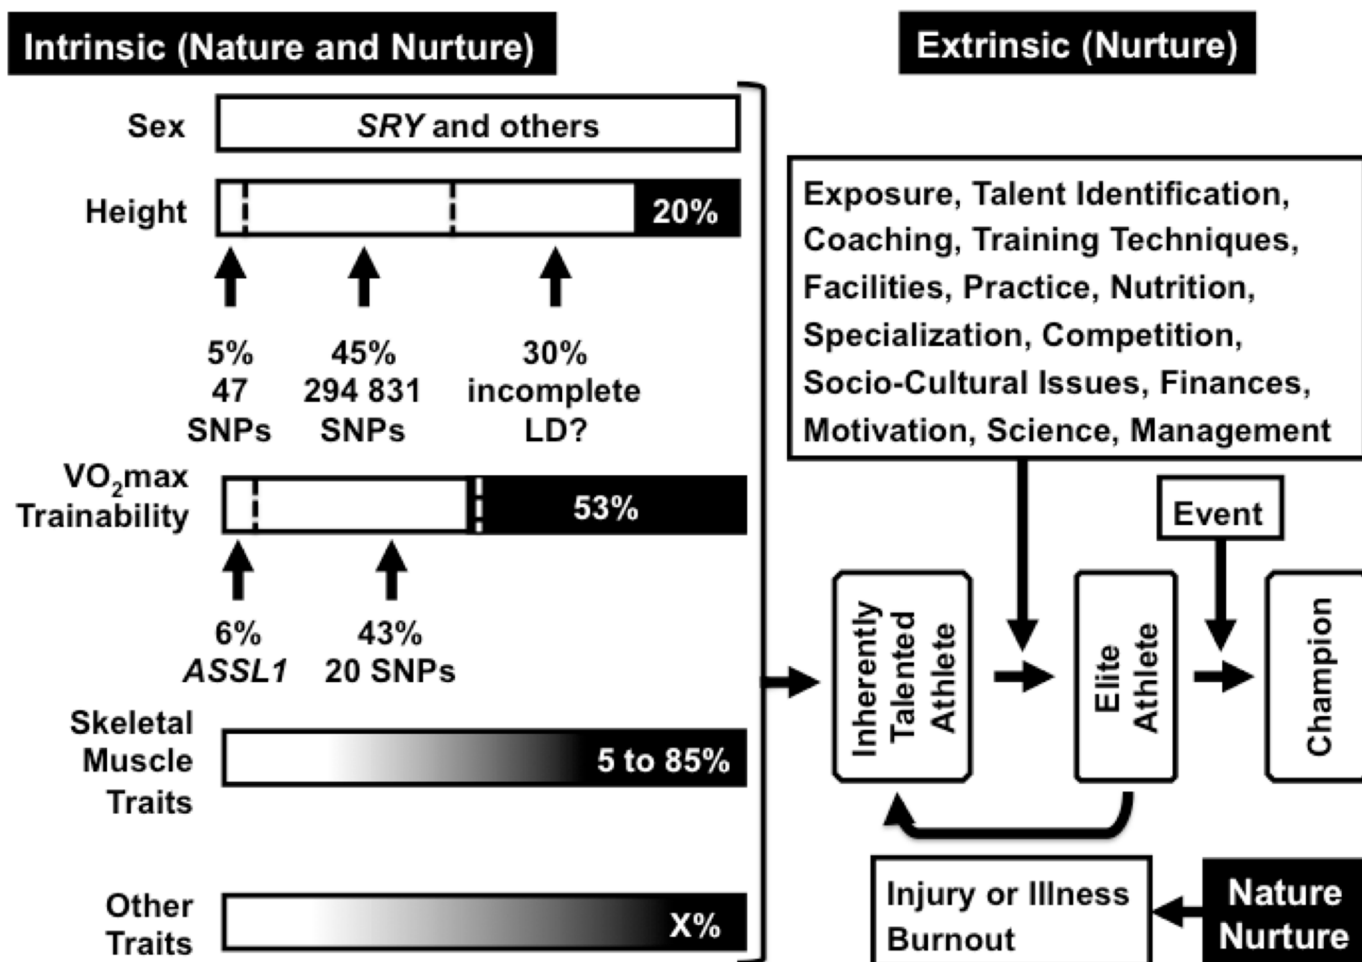 Intrinsic (Nature and Nurture)
Sex
SRY and others
Height
20%
5%
47
SNPs
45%
294 831
SNPs
30%
incomplete
LD?
VO₂max
Trainability
53%
6%
ASSL1
43%
20 SNPs
Skeletal
Muscle
Traits
5 to 85%
Other
Traits
X%
Extrinsic (Nurture)
Exposure, Talent Identification,
Coaching, Training Techniques,
Facilities, Practice, Nutrition,
Specialization, Competition,
Socio-Cultural Issues, Finances,
Motivation, Science, Management
Event
Inherently
Talented
Athlete
Elite
Athlete
Champion
Injury or Illness
Burnout
Nature
Nurture